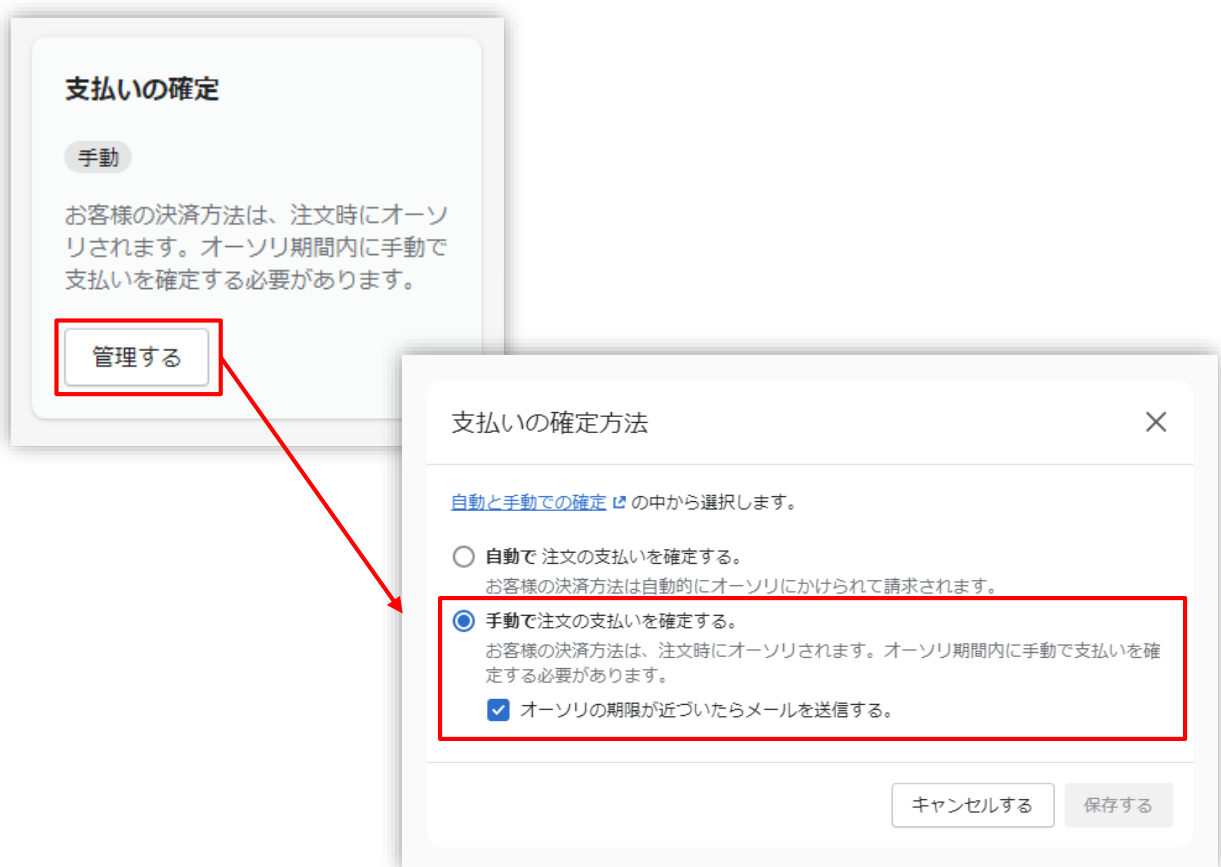 支払いの確定
手動
お客様の決済方法は、注文時にオーソ
リされます。オーソリ期間内に手動で
支払いを確定する必要があります。
管理する
支払いの確定方法
自動と手動での確定 の中から選択します。
自動で 注文の支払いを確定する。
お客様の決済方法は自動的にオーソリにかけられて請求されます。
手動で注文の支払いを確定する。
お客様の決済方法は、注文時にオーソリされます。オーソリ期間内に手動で支払いを確
定する必要があります。
オーソリの期限が近づいたらメールを送信する。
キャンセルする
保存する